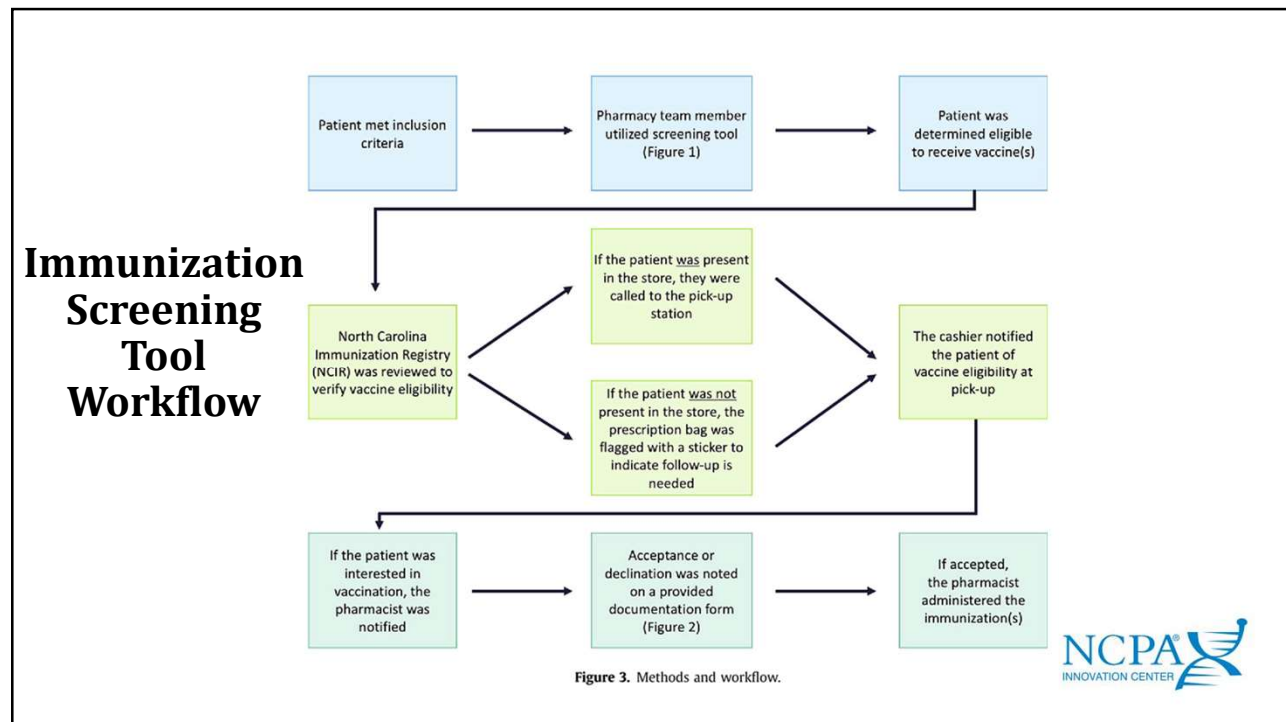 Immunization
Screening
Tool
Workflow
Patient met inclusion
criteria
Pharmacy team member
utilized screening tool
(Figure 1)
Patient was
determined eligible
to receive vaccine(s)
North Carolina
Immunization Registry
(NCIR) was reviewed to
verify vaccine eligibility
If the patient was present
in the store, they were
called to the pick-up
station
If the patient was not
present in the store, the
prescription bag was
flagged with a sticker to
indicate follow-up is
needed
The cashier notified
the patient of
vaccine eligibility at
pick-up
If the patient was
interested in
vaccination, the
pharmacist was
notified
Acceptance or
declination was noted
on a provided
documentation form
(Figure 2)
If accepted,
the pharmacist
administered the
immunization(s)
Figure 3. Methods and workflow.
NCPA®
INNOVATION CENTER